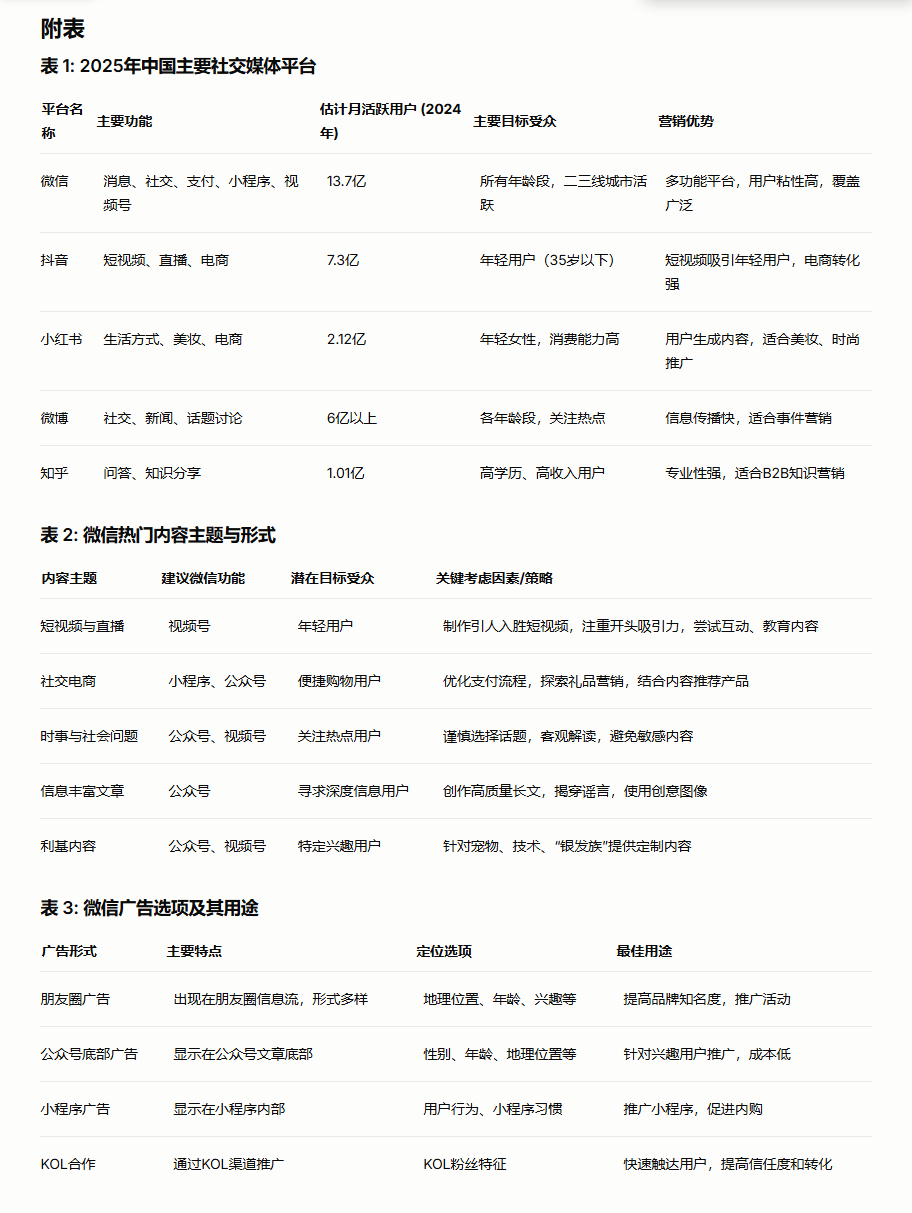 附表
表 1: 2025年中国主要社交媒体平台
平台名称 主要功能 估计月活跃用户 (2024年) 主要目标受众 营销优势
微信 消息、社交、支付、小程序、视频号 13.7亿 所有年龄段，二三线城市活跃 多功能平台，用户粘性高，覆盖广泛
抖音 短视频、直播、电商 7.3亿 年轻用户（35岁以下） 短视频吸引年轻用户，电商转化强
小红书 生活方式、美妆、电商 2.12亿 年轻女性，消费能力高 用户生成内容，适合美妆、时尚推广
微博 社交、新闻、话题讨论 6亿以上 各年龄段，关注热点 信息传播快，适合事件营销
知乎 问答、知识分享 1.01亿 高学历、高收入用户 专业性强，适合B2B知识营销
表 2: 微信热门内容主题与形式
内容主题 建议微信功能 潜在目标受众 关键考虑因素/策略
短视频与直播 视频号 年轻用户 制作引人入胜短视频，注重开头吸引力，尝试互动、教育内容
社交电商 小程序、公众号 便捷购物用户 优化支付流程，探索礼品营销，结合内容推荐产品
时事与社会问题 公众号、视频号 关注热点用户 谨慎选择话题，客观解读，避免敏感内容
信息丰富文章 公众号 寻求深度信息用户 创作高质量长文，揭穿谣言，使用创意图像
利基内容 公众号、视频号 特定兴趣用户 针对宠物、技术、“银发族”提供定制内容
表 3: 微信广告选项及其用途
广告形式 主要特点 定位选项 最佳用途
朋友圈广告 出现在朋友圈信息流，形式多样 地理位置、年龄、兴趣等 提高品牌知名度，推广活动
公众号底部广告 显示在公众号文章底部 性别、年龄、地理位置等 针对兴趣用户推广，成本低
小程序广告 显示在小程序内部 用户行为、小程序习惯 推广小程序，促进内购
KOL合作 通过KOL渠道推广 KOL粉丝特征 快速触达用户，提高信任度和转化